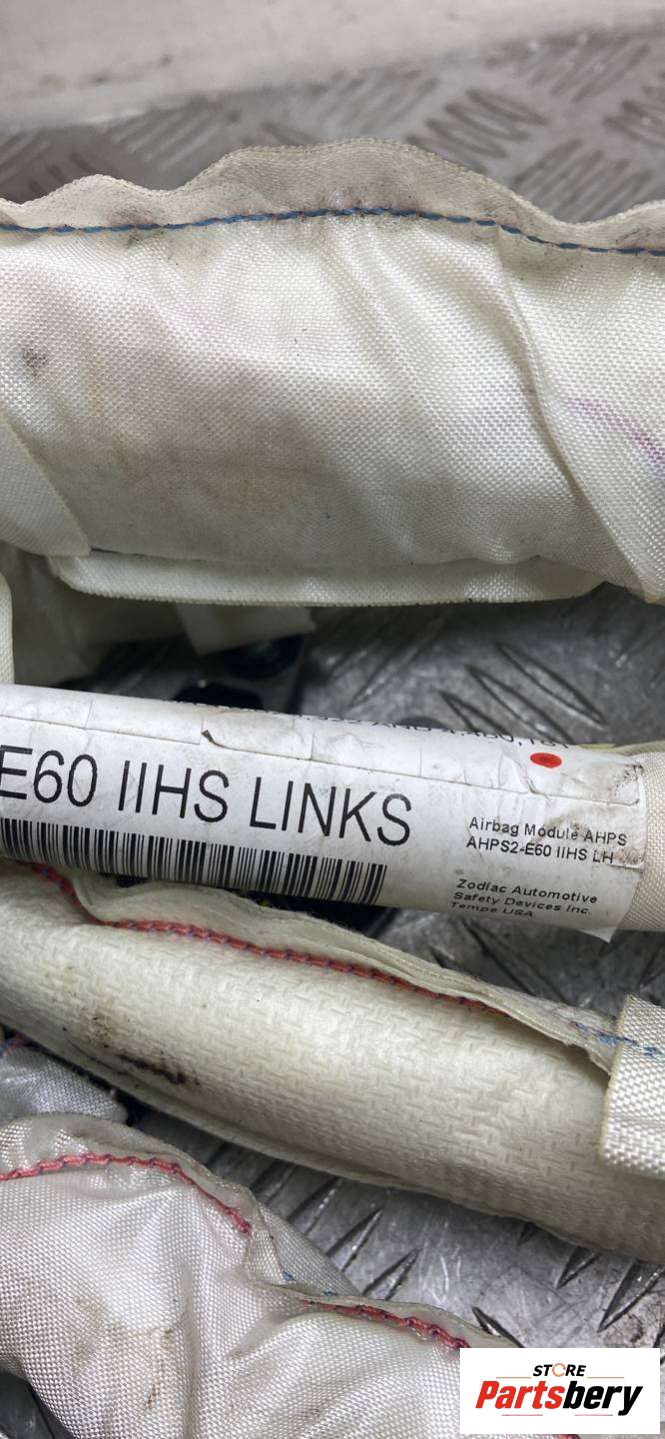 E60 IIHS LINKS
Airbag Module AHPS
AHPS2-E60 IIHS LH
Zodiac Automotive
Safety Devices Inc.
Tempe USA
STORE
Partsbery